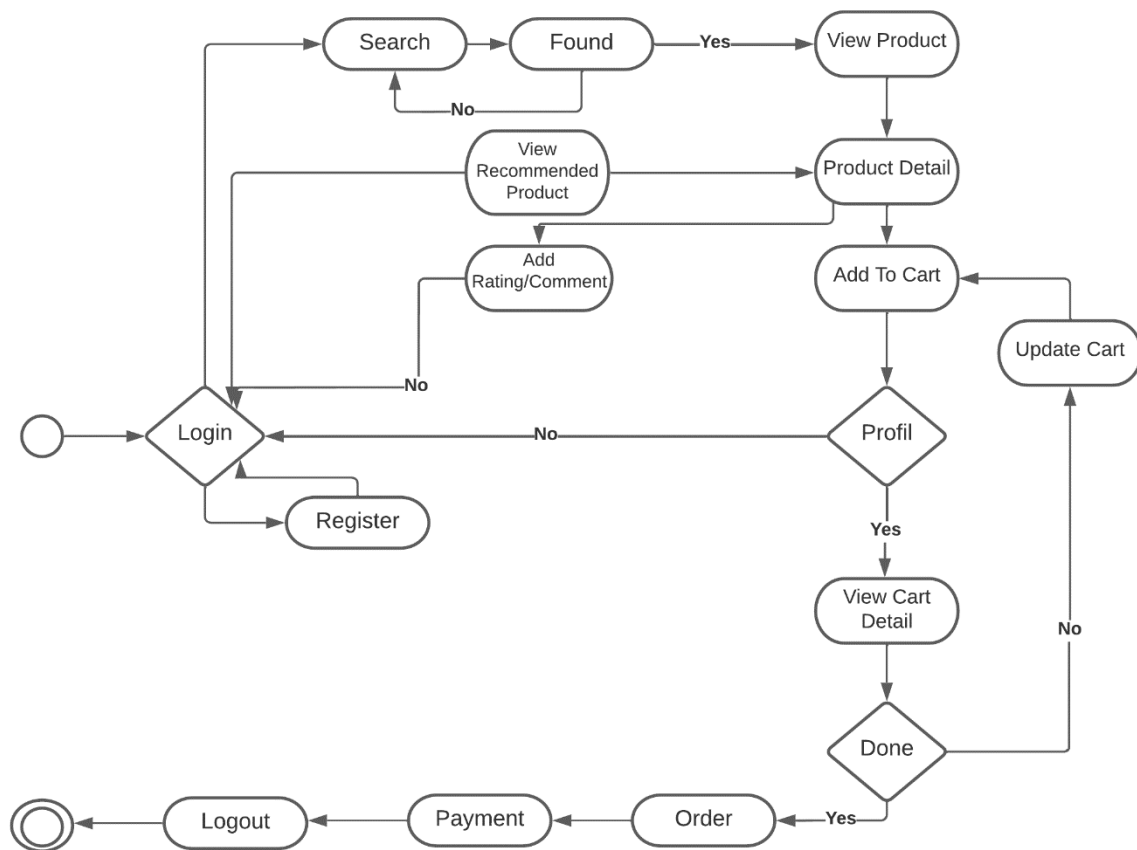 Search
Found
Yes
View Product
No
View
Recommended
Product
Product Detail
Add
Rating/Comment
Add To Cart
Update Cart
No
Login
No
Profil
Register
Yes
View Cart
Detail
No
Done
Logout
Payment
Order
Yes